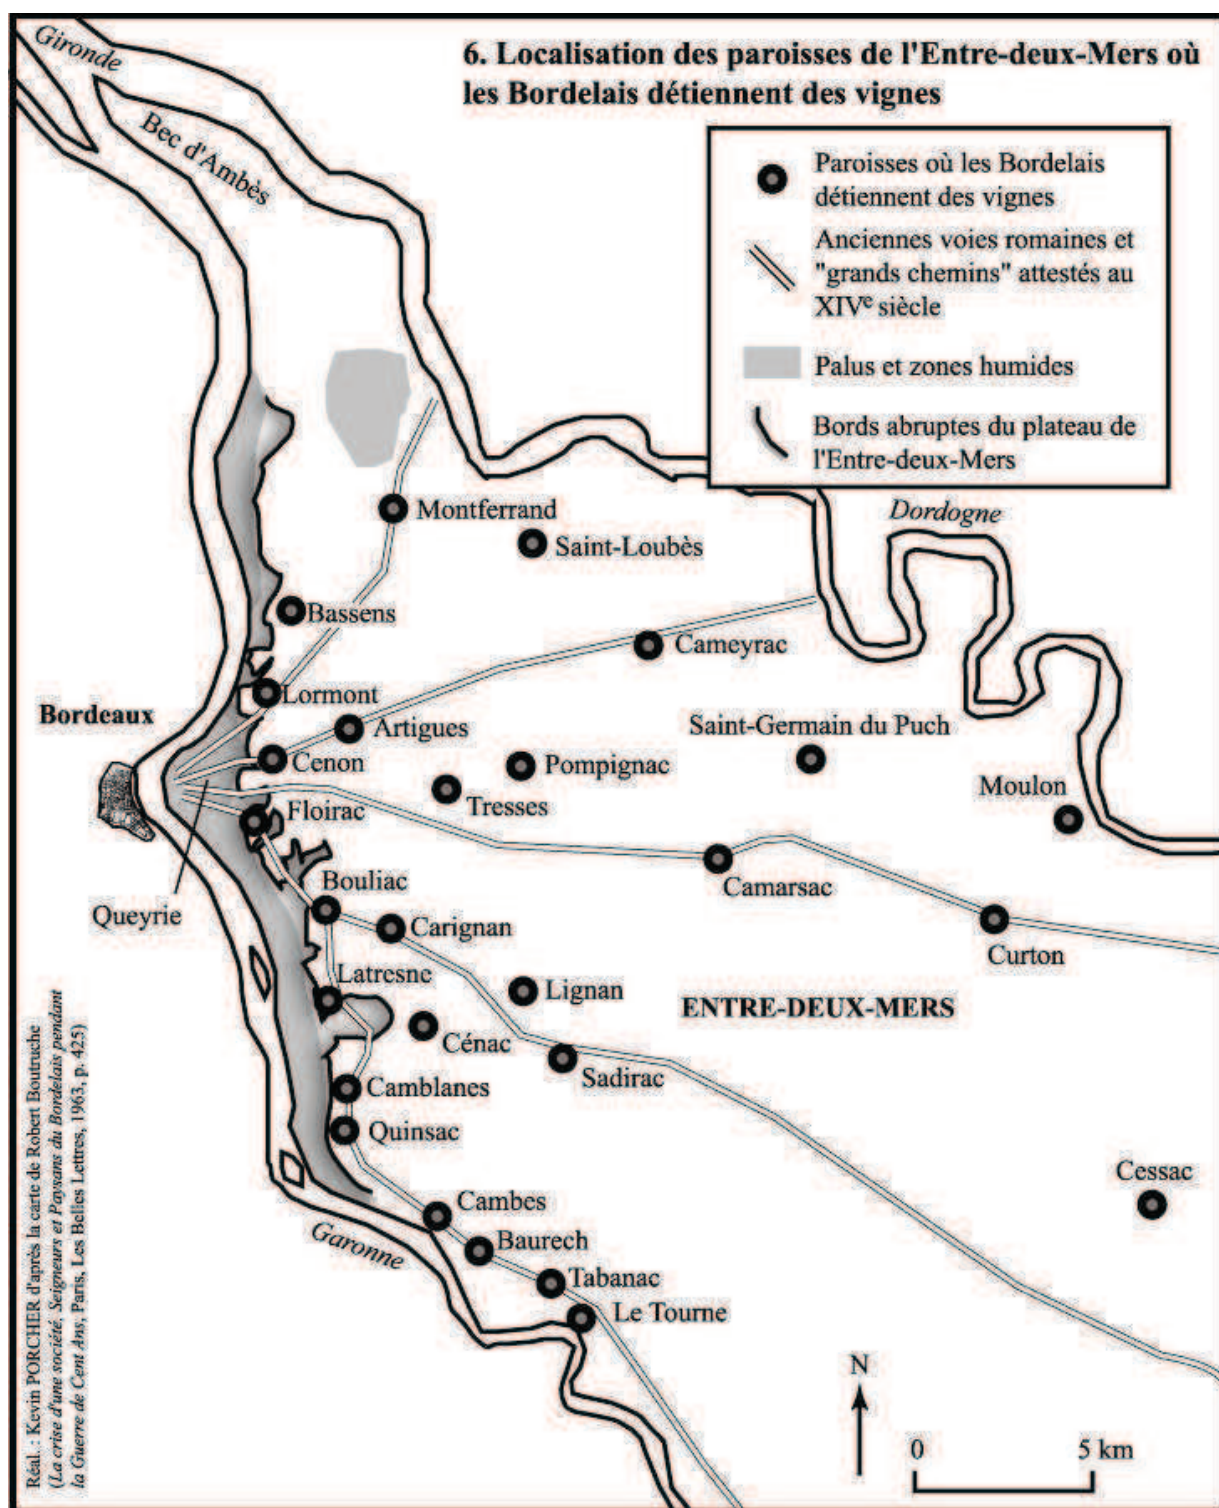 Gironde
6. Localisation des paroisses de l'Entre-deux-Mers où
les Bordelais détiennent des vignes
Bec d'Ambès
Paroisses où les Bordelais
détiennent des vignes
Anciennes voies romaines et
"grands chemins" attestés au
XIVe siècle
Palus et zones humides
Bords abruptes du plateau de
l'Entre-deux-Mers
Dordogne
Montferrand
Saint-Loubès
Bassens
Cameyrac
Lormont
Bordeaux
Artigues
Saint-Germain du Puch
Cenon
Pompignac
Moulon
Tresses
Floirac
Bouliac
Camarsac
Queyrie
Carignan
Curton
Latresne
Lignan
ENTRE-DEUX-MERS
Cénac
Sadirac
Camblanes
Quinsac
Cessac
Cambes
Garonne
Baurech
Tabanac
Le Tourne
N
0 5 km
Réal. : Kevin PORCHER d'après la carte de Robert Boutruche
(La crise d'une société, Seigneurs et Paysans du Bordelais pendant
la Guerre de Cent Ans, Paris, Les Belles Lettres, 1963, p. 425)